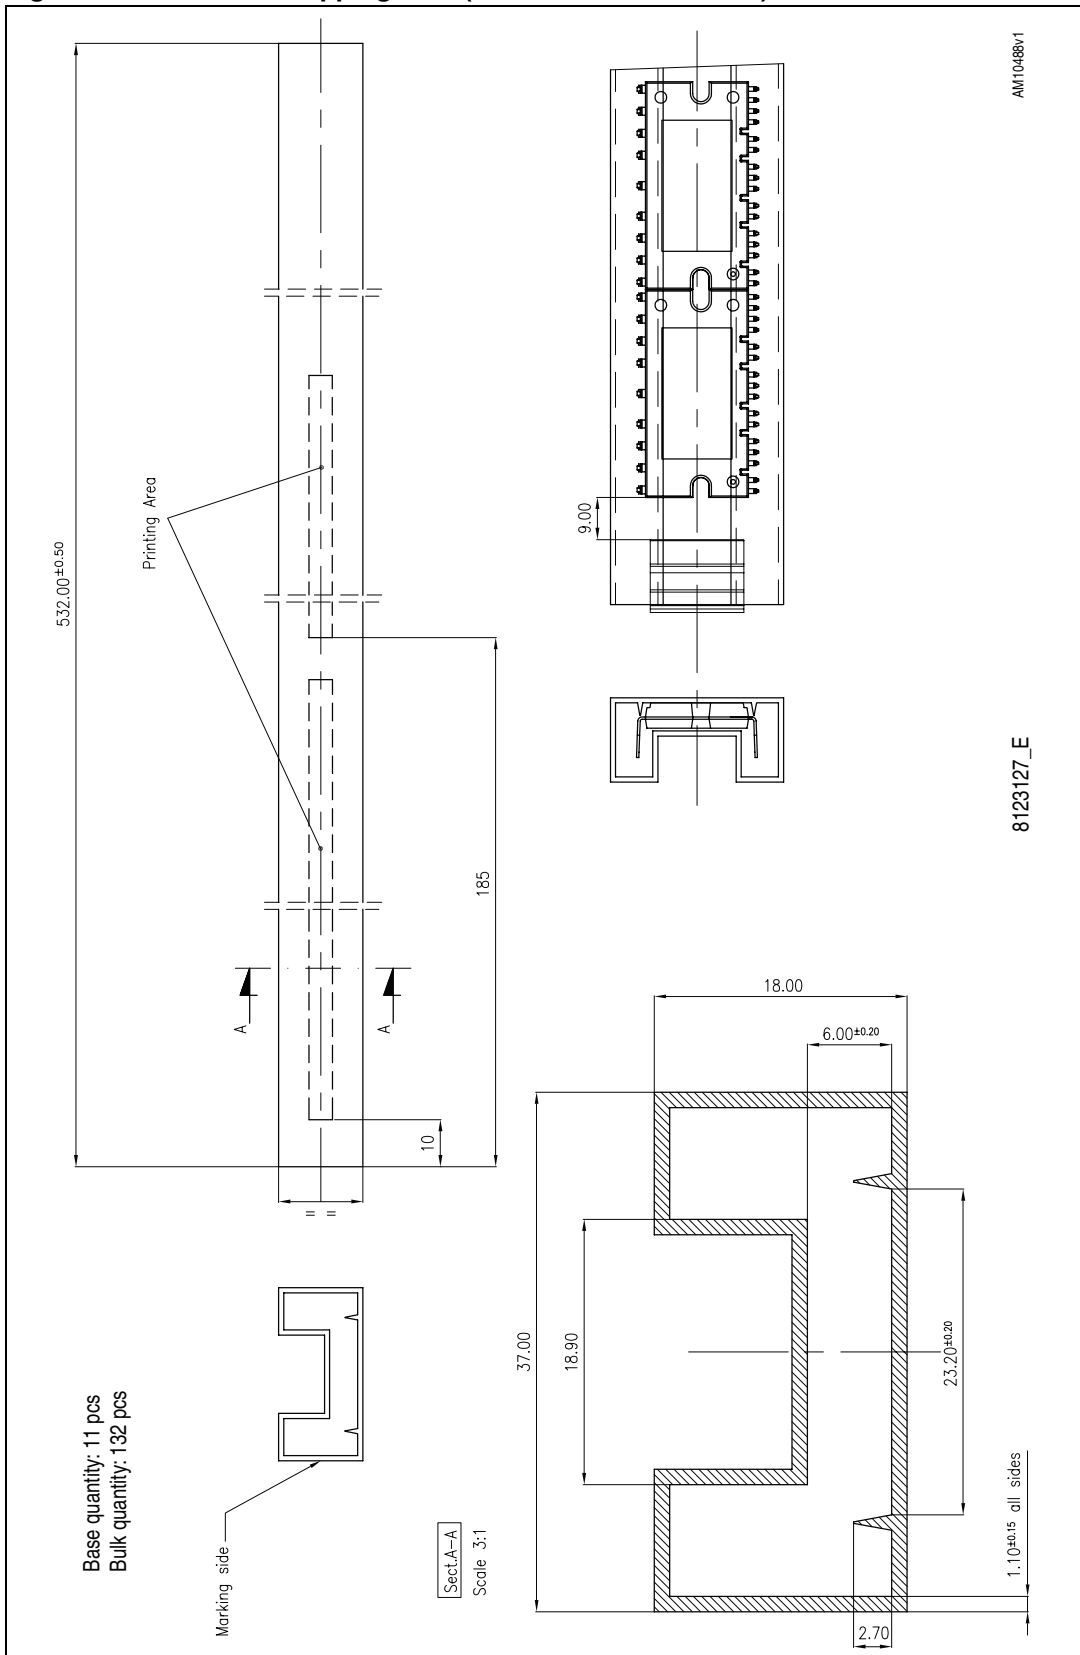 AM10488v1
532.00±0.50
Printing Area
9.00
185
8123127_E
A
A
10
= =
18.00
6.00±0.20
37.00
18.90
23.20±0.20
1.10±0.15 all sides
2.70
Base quantity: 11 pcs
Bulk quantity: 132 pcs
Marking side
Sect.A-A
Scale 3:1